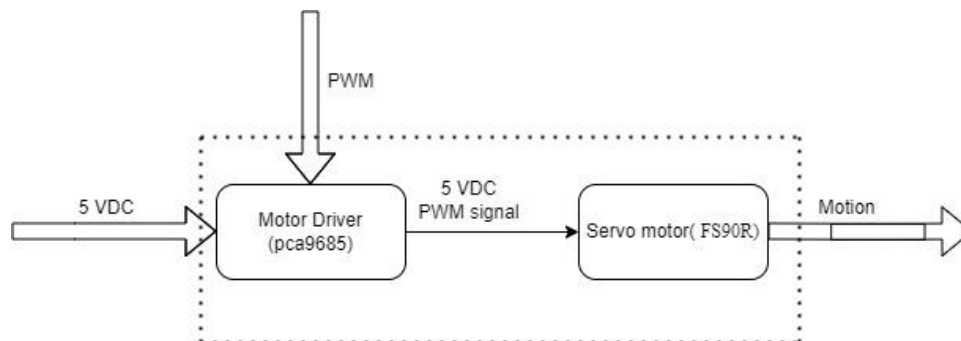 PWM
5 VDC
Motor Driver
(pca9685)
5 VDC
PWM signal
Servo motor( FS90R)
Motion